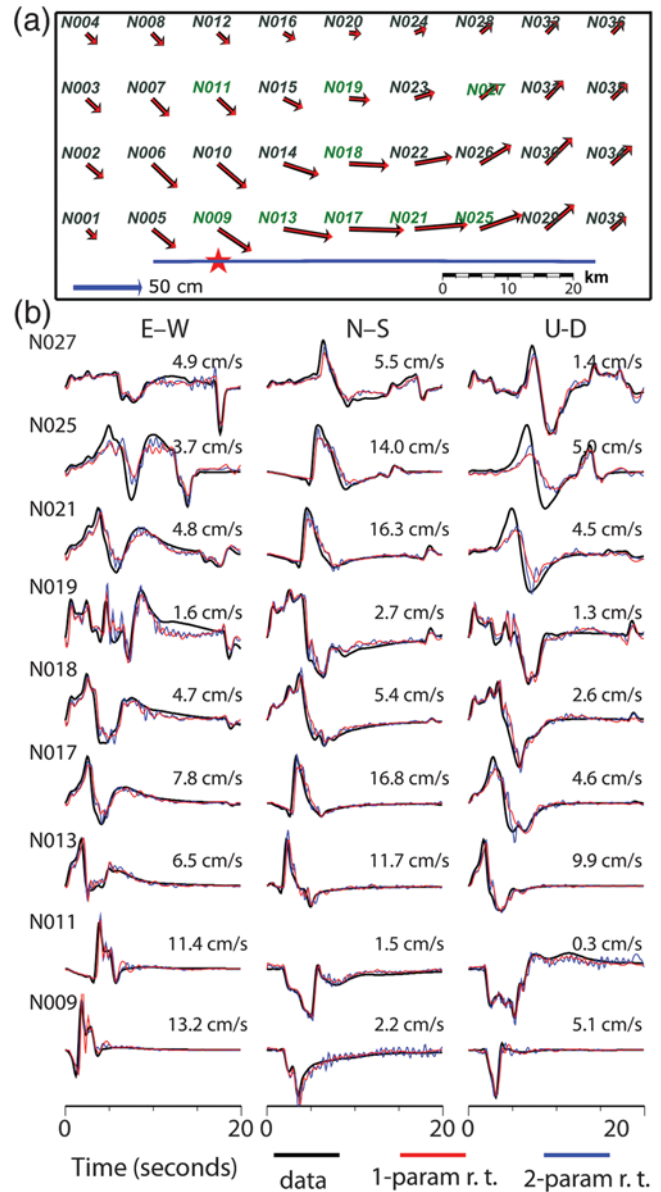 (a)
N004 N008 N012 N016 N020 N024 N028 N032 N036
N003 N007 N011 N015 N019 N023 N027 N031 N035
N002 N006 N010 N014 N018 N022 N026 N030 N034
N001 N005 N009 N013 N017 N021 N025 N029 N033
50 cm
0 10 20
km
(b)
E–W N–S U–D
N027
4.9 cm/s 5.5 cm/s 1.4 cm/s
N025
3.7 cm/s 14.0 cm/s 5.0 cm/s
N021
4.8 cm/s 16.3 cm/s 4.5 cm/s
N019
1.6 cm/s 2.7 cm/s 1.3 cm/s
N018
4.7 cm/s 5.4 cm/s 2.6 cm/s
N017
7.8 cm/s 16.8 cm/s 4.6 cm/s
N013
6.5 cm/s 11.7 cm/s 9.9 cm/s
N011
11.4 cm/s 1.5 cm/s 0.3 cm/s
N009
13.2 cm/s 2.2 cm/s 5.1 cm/s
0 20 0 20 0 20
Time (seconds) data 1-param r. t. 2-param r. t.